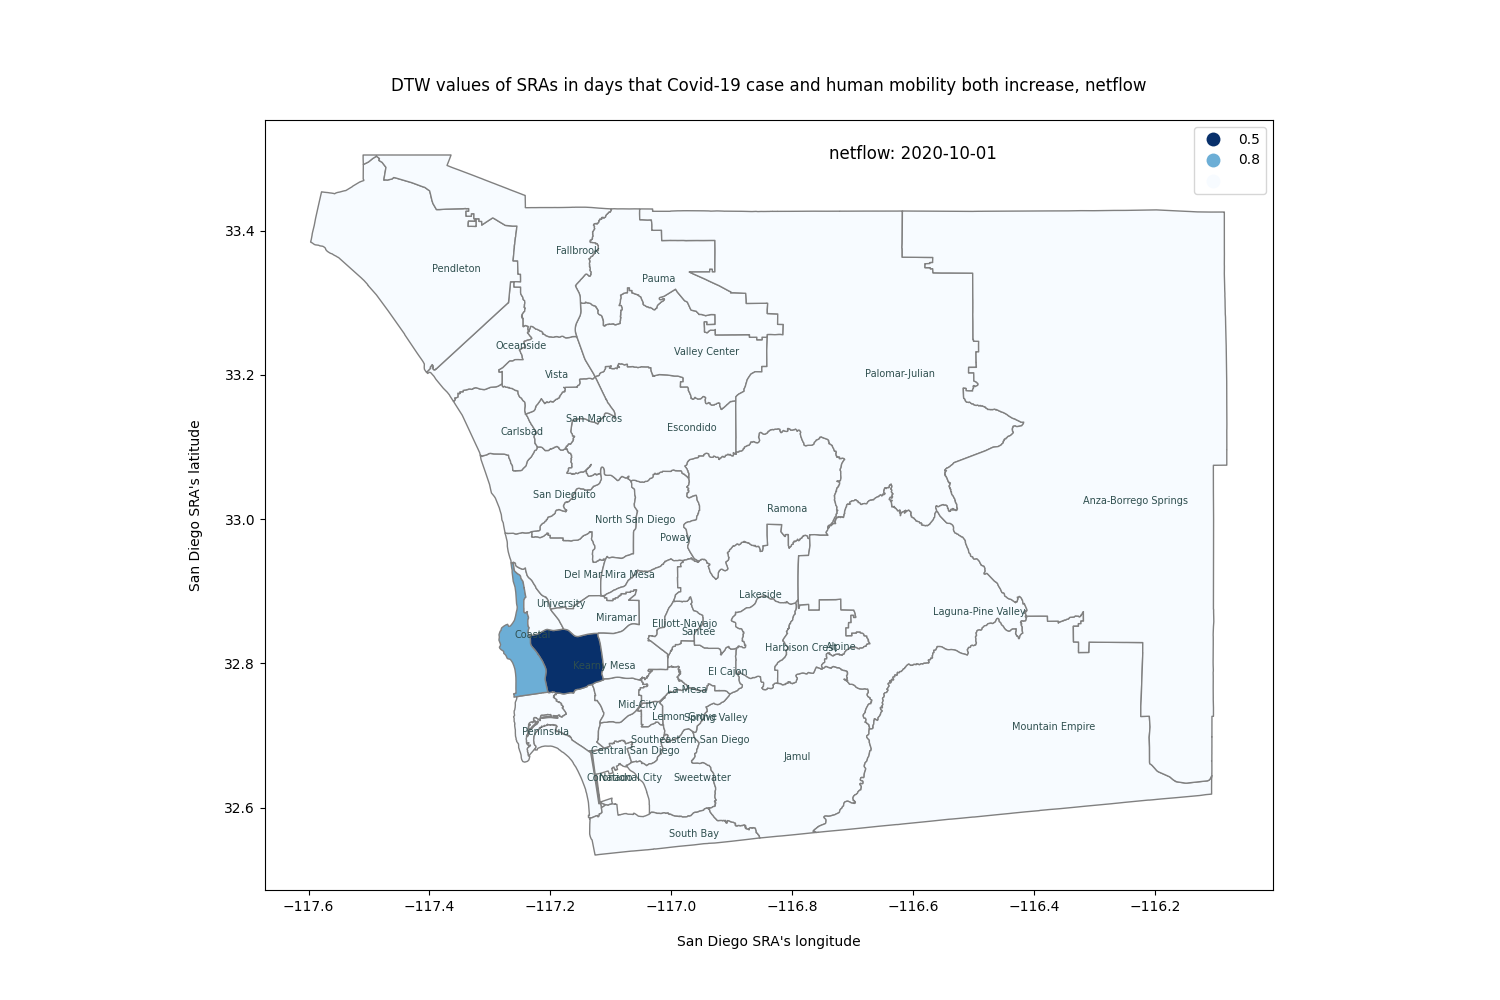 DTW values of SRAs in days that Covid-19 case and human mobility both increase, netflow
netflow: 2020-10-01
0.5
0.8
33.4
33.2
33.0
32.8
32.6
San Diego SRA's latitude
Fallbrook
Pendleton
Pauma
Oceanside
Valley Center
Vista
Palomar-Julian
San Marcos
Carlsbad
Escondido
San Dieguito
Anza-Borrego Springs
Ramona
North San Diego
Poway
Del Mar-Mira Mesa
Lakeside
University
Laguna-Pine Valley
Miramar
Elliott-Navajo
Santee
Coastal
Harbison Crest
Alpine
Kearny Mesa
El Cajon
La Mesa
Mid-City
Lemon Grove
Spring Valley
Mountain Empire
Peninsula
Southeastern San Diego
Central San Diego
Jamul
Coronado
National City
Sweetwater
South Bay
−117.6
−117.4
−117.2
−117.0
−116.8
−116.6
−116.4
−116.2
San Diego SRA's longitude